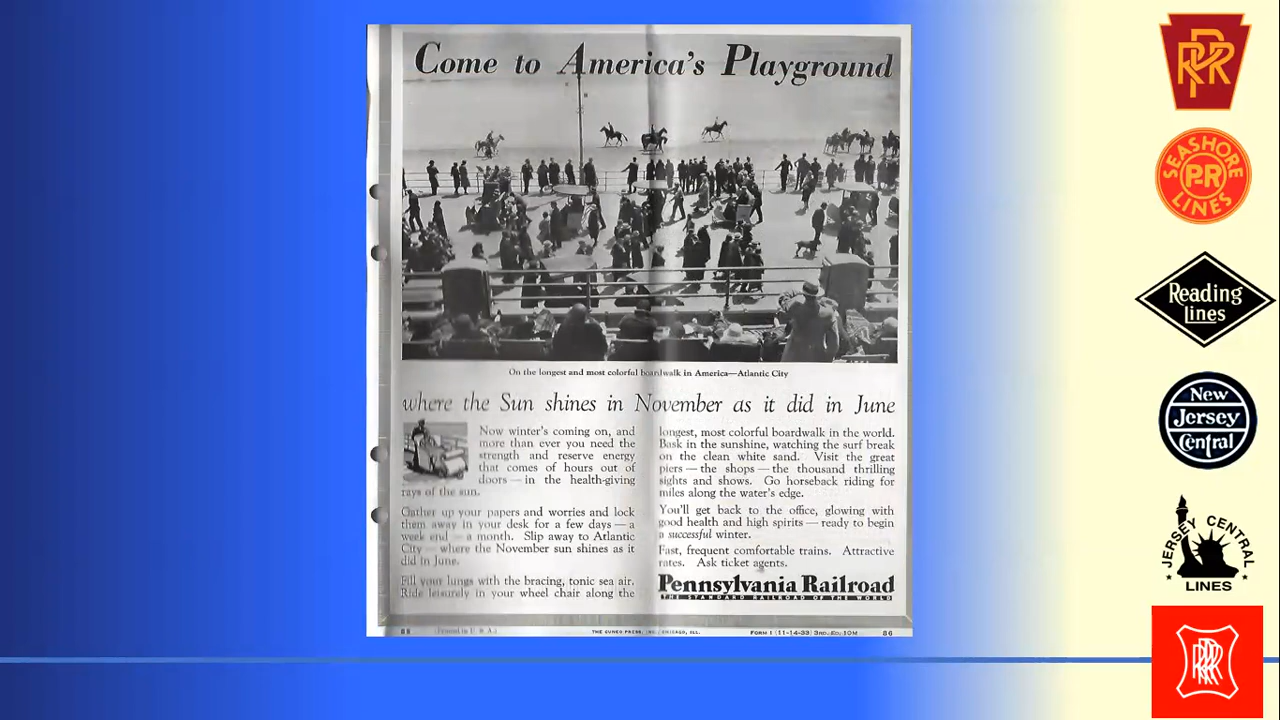 Come to America's Playground
On the longest and most colorful boardwalk in America—Atlantic City
where the Sun shines in November as it did in June
Now winter's coming on, and
more than ever you need the
strength and reserve energy
that comes of hours out of
doors — in the health-giving
rays of the sun.
Gather up your papers and worries and lock
them away in your desk for a few days — a
week end — a month. Slip away to Atlantic
City — where the November sun shines as it
did in June.
Fill your lungs with the bracing, tonic sea air.
Ride leisurely in your wheel chair along the
longest, most colorful boardwalk in the world.
Bask in the sunshine, watching the surf break
on the clean white sand. Visit the great
piers — the shops — the thousand thrilling
sights and shows. Go horseback riding for
miles along the water's edge.
You'll get back to the office, glowing with
good health and high spirits — ready to begin
a successful winter.
Fast, frequent comfortable trains. Attractive
rates. Ask ticket agents.
Pennsylvania Railroad
THE STANDARD RAILROAD OF THE WORLD
Printed in U. S. A.
THE CUNEO PRESS, INC., CHICAGO, ILL.
FORM 1 (11-14-33) 3RD. ED. 10M
86
PRR
SEASHORE
P-R
LINES
Reading
Lines
New
Jersey
Central
JERSEY CENTRAL
LINES